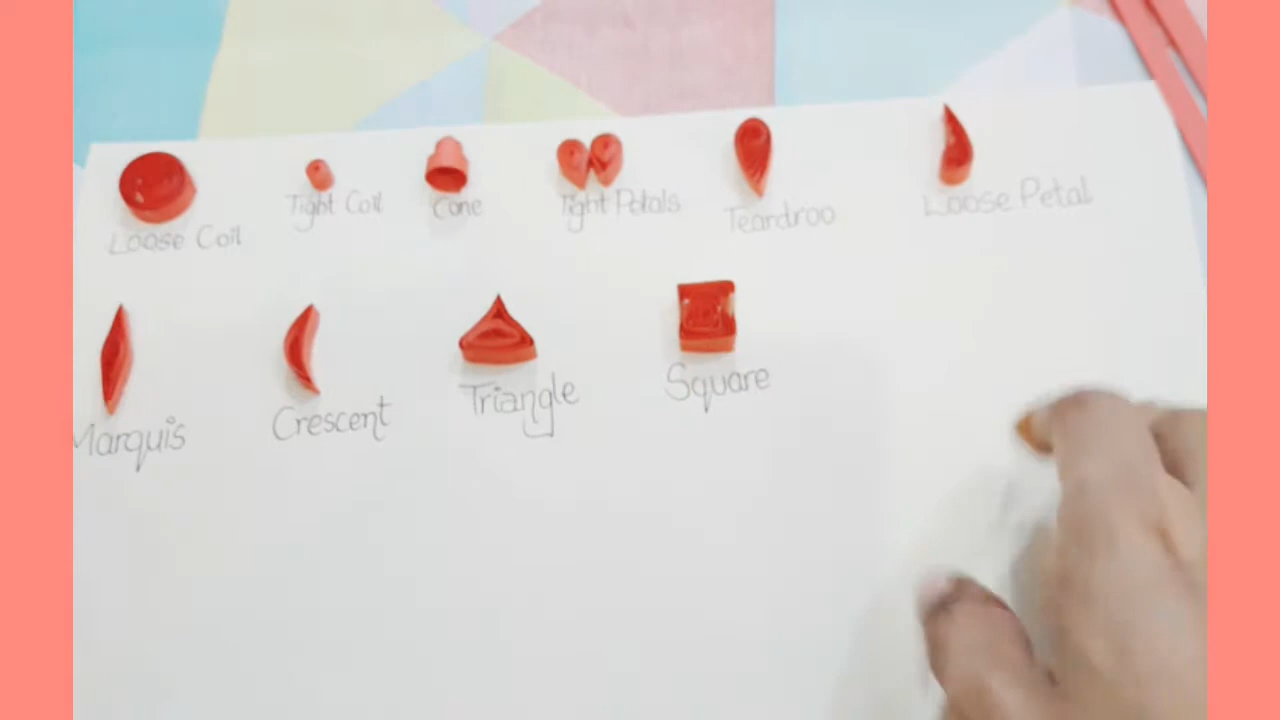 Loose Coil
Tight Coil
Cone
Tight Petals
Teardroo
Loose Petal
Marquis
Crescent
Triangle
Square